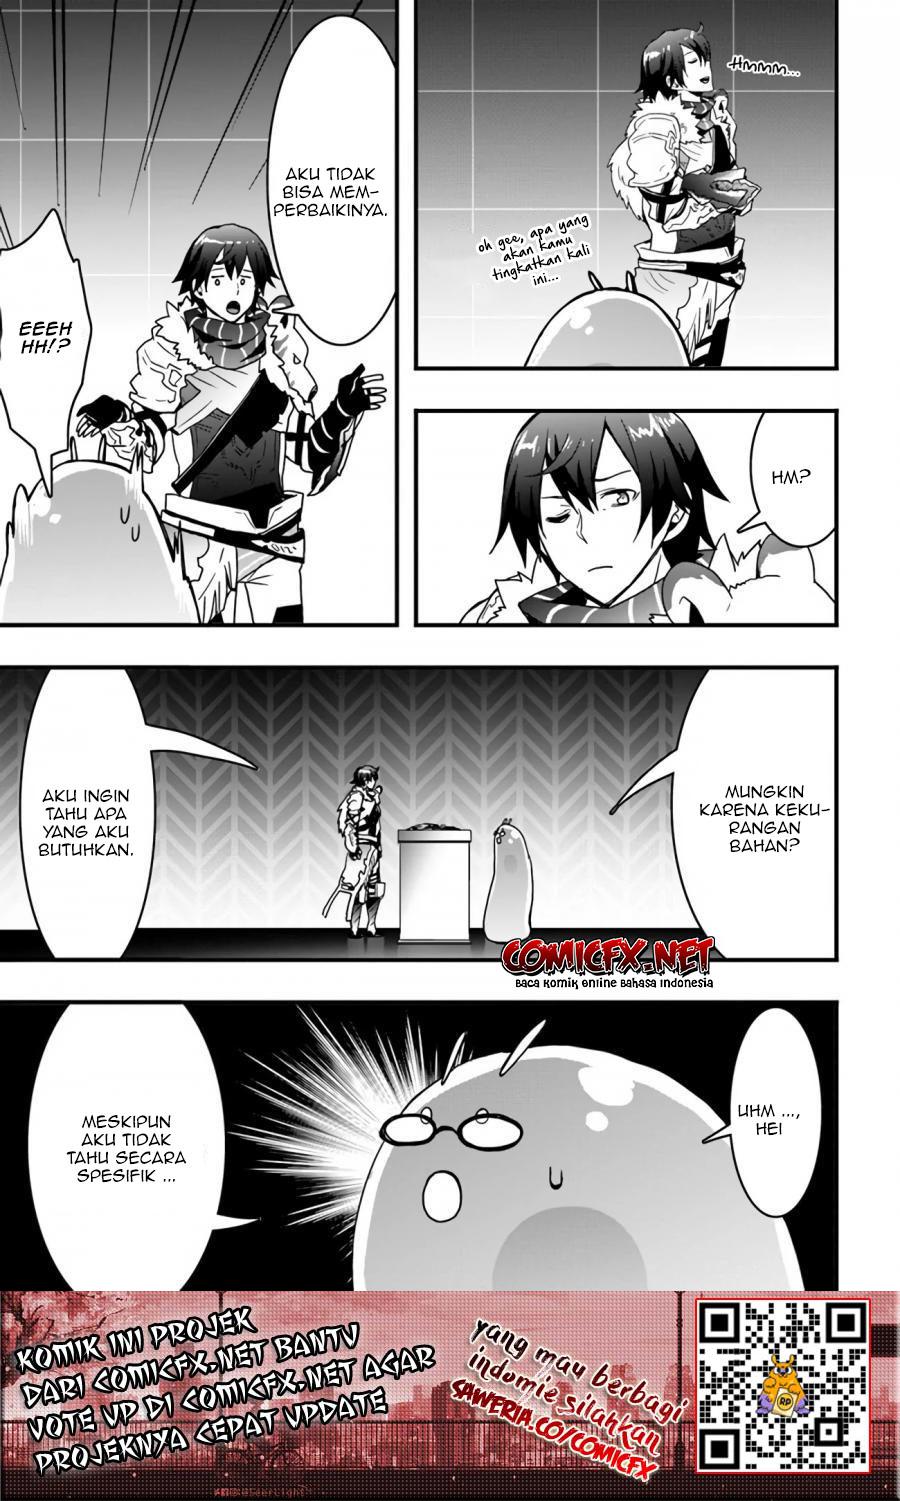 HMMM...
oh gee, apa yang
akan kamu
tingkatkan kali
ini...
HM?
AKU TIDAK
BISA MEM-
PERBAIKINYA.
EEEH
HH!?
MUNGKIN
KARENA KEKU-
RANGAN
BAHAN?
AKU INGIN
TAHU APA
YANG AKU
BUTUHKAN.
COMICFX.NET
BACA KOMIK ONLINE BAHASA INDONESIA
UHM ...,
HEI
MESKIPUN
AKU TIDAK
TAHU SECARA
SPESIFIK ...
KOMIK INI PROJEK
DARI COMICFX.NET BANTU
VOTE UP DI COMICFX.NET AGAR
PROJEKNYA CEPAT UPDATE
yang mau berbagi
indomie silahkan
SAWERIA.CO/COMICFX
RP